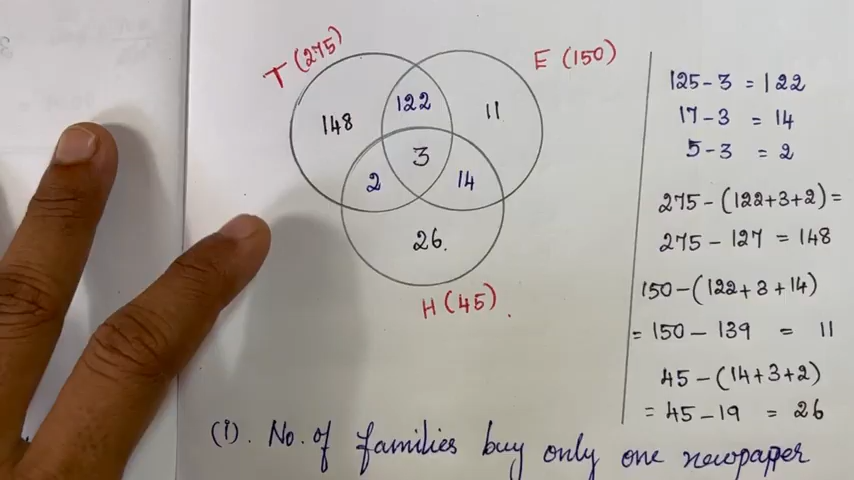 T (275)
E (150)
148
122
11
3
2
14
26.
H (45).
125-3 = 122
17-3 = 14
5-3 = 2
275-(122+3+2)=
275-127 = 148
150-(122+3+14)
= 150-139 = 11
45-(14+3+2)
= 45-19 = 26
(i). No. of families buy only one newpaper